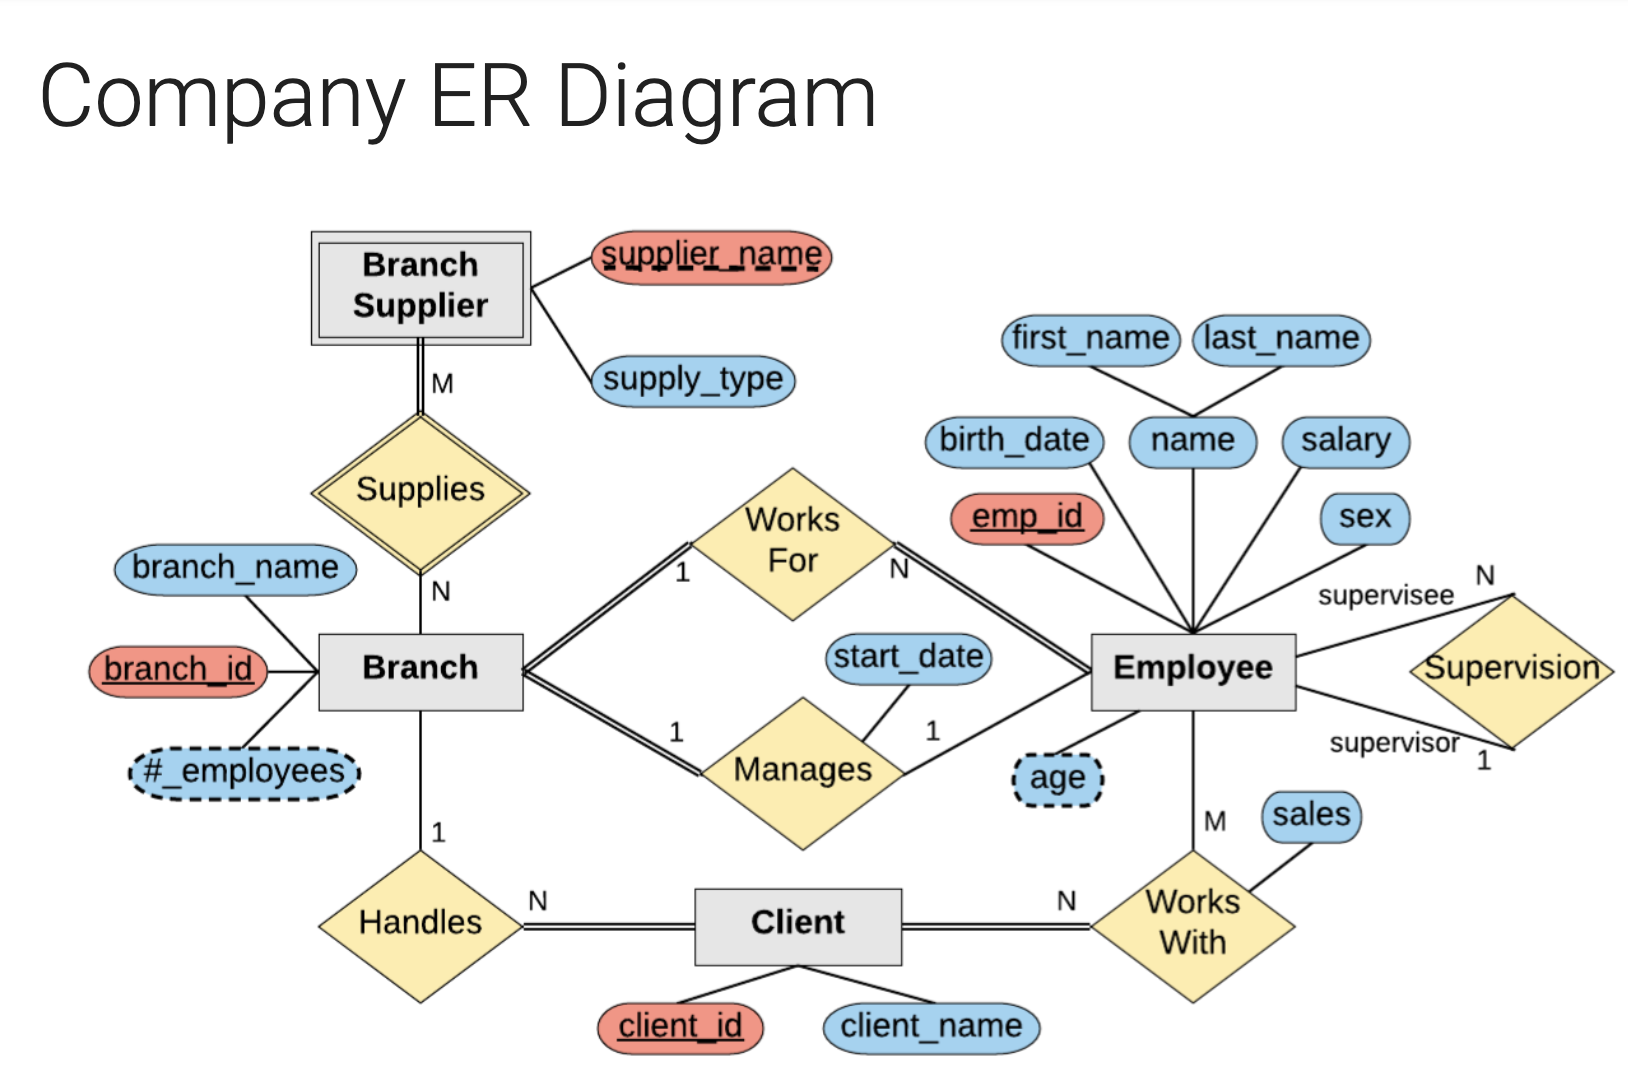 Company ER Diagram
Branch
Supplier
supplier_name
supply_type
M
Supplies
N
first_name
last_name
birth_date
name
salary
emp_id
sex
Works
For
1
N
branch_name
branch_id
#_employees
Branch
start_date
Employee
supervisee
N
Supervision
supervisor
1
1
Manages
1
age
M
sales
1
Handles
N
Client
N
Works
With
client_id
client_name